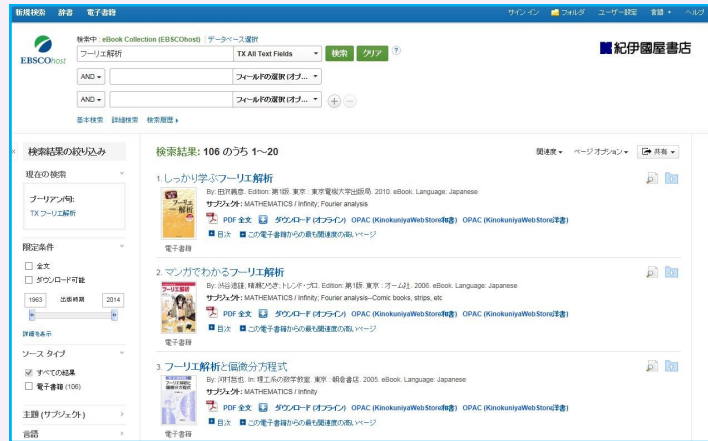 新規検索 辞書 電子書籍
サインイン フォルダ ユーザー設定 言語 ヘルプ
検索中: eBook Collection (EBSCOhost) データベース選択
EBSCOhost
フーリエ解析 TX All Text Fields 検索 クリア ?
紀伊國屋書店
AND フィールドの選択 (オプ...
AND フィールドの選択 (オプ...
基本検索 詳細検索 検索履歴
検索結果の絞り込み
検索結果: 106 のうち 1～20
関連度 ページ オプション 共有
現在の検索
ブーリアン/句:
TX フーリエ解析
限定条件
全文
ダウンロード可能
1963 出版時期 2014
詳細を表示
ソース タイプ
すべての結果
電子書籍 (106)
主題 (サブジェクト)
言語
1. しっかり学ぶフーリエ解析
By: 田沢義彦. Edition: 第1版. 東京 : 東京電機大学出版局. 2010. eBook. Language: Japanese
サブジェクト: MATHEMATICS / Infinity; Fourier analysis
PDF 全文 ダウンロード (オフライン) OPAC (KinokuniyaWebStore和書) OPAC (KinokuniyaWebStore洋書)
目次 この電子書籍からの最も関連度の高いページ
電子書籍
2. マンガでわかるフーリエ解析
By: 渋谷道雄; 晴瀬ひろき; トレンド・プロ. Edition: 第1版. 東京 : オーム社. 2006. eBook. Language: Japanese
サブジェクト: MATHEMATICS / Infinity; Fourier analysis--Comic books, strips, etc
PDF 全文 ダウンロード (オフライン) OPAC (KinokuniyaWebStore和書) OPAC (KinokuniyaWebStore洋書)
目次 この電子書籍からの最も関連度の高いページ
電子書籍
3. フーリエ解析と偏微分方程式
By: 河村哲也. In: 理工系の数学教室. 東京 : 朝倉書店. 2005. eBook. Language: Japanese
サブジェクト: MATHEMATICS / Infinity
PDF 全文 ダウンロード (オフライン) OPAC (KinokuniyaWebStore和書) OPAC (KinokuniyaWebStore洋書)
目次 この電子書籍からの最も関連度の高いページ
電子書籍